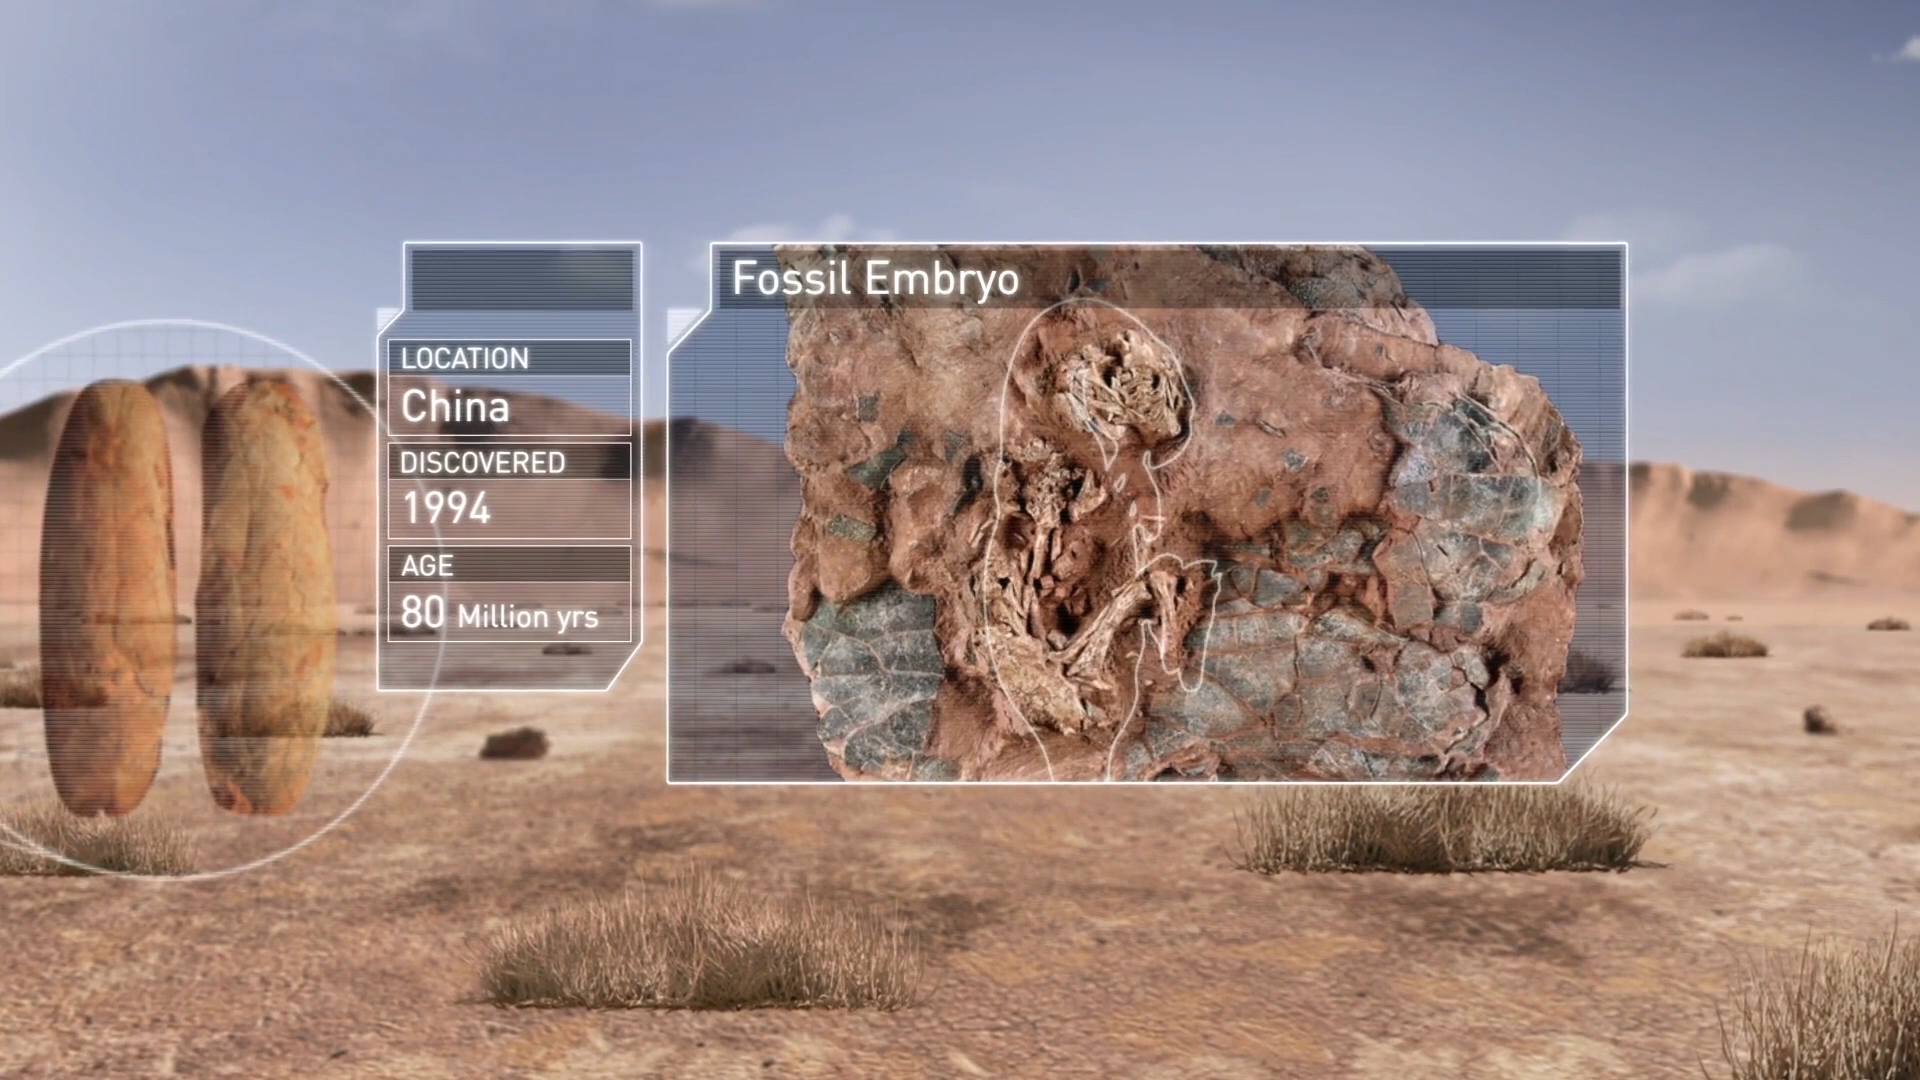 Fossil Embryo
LOCATION
China
DISCOVERED
1994
AGE
80 Million yrs